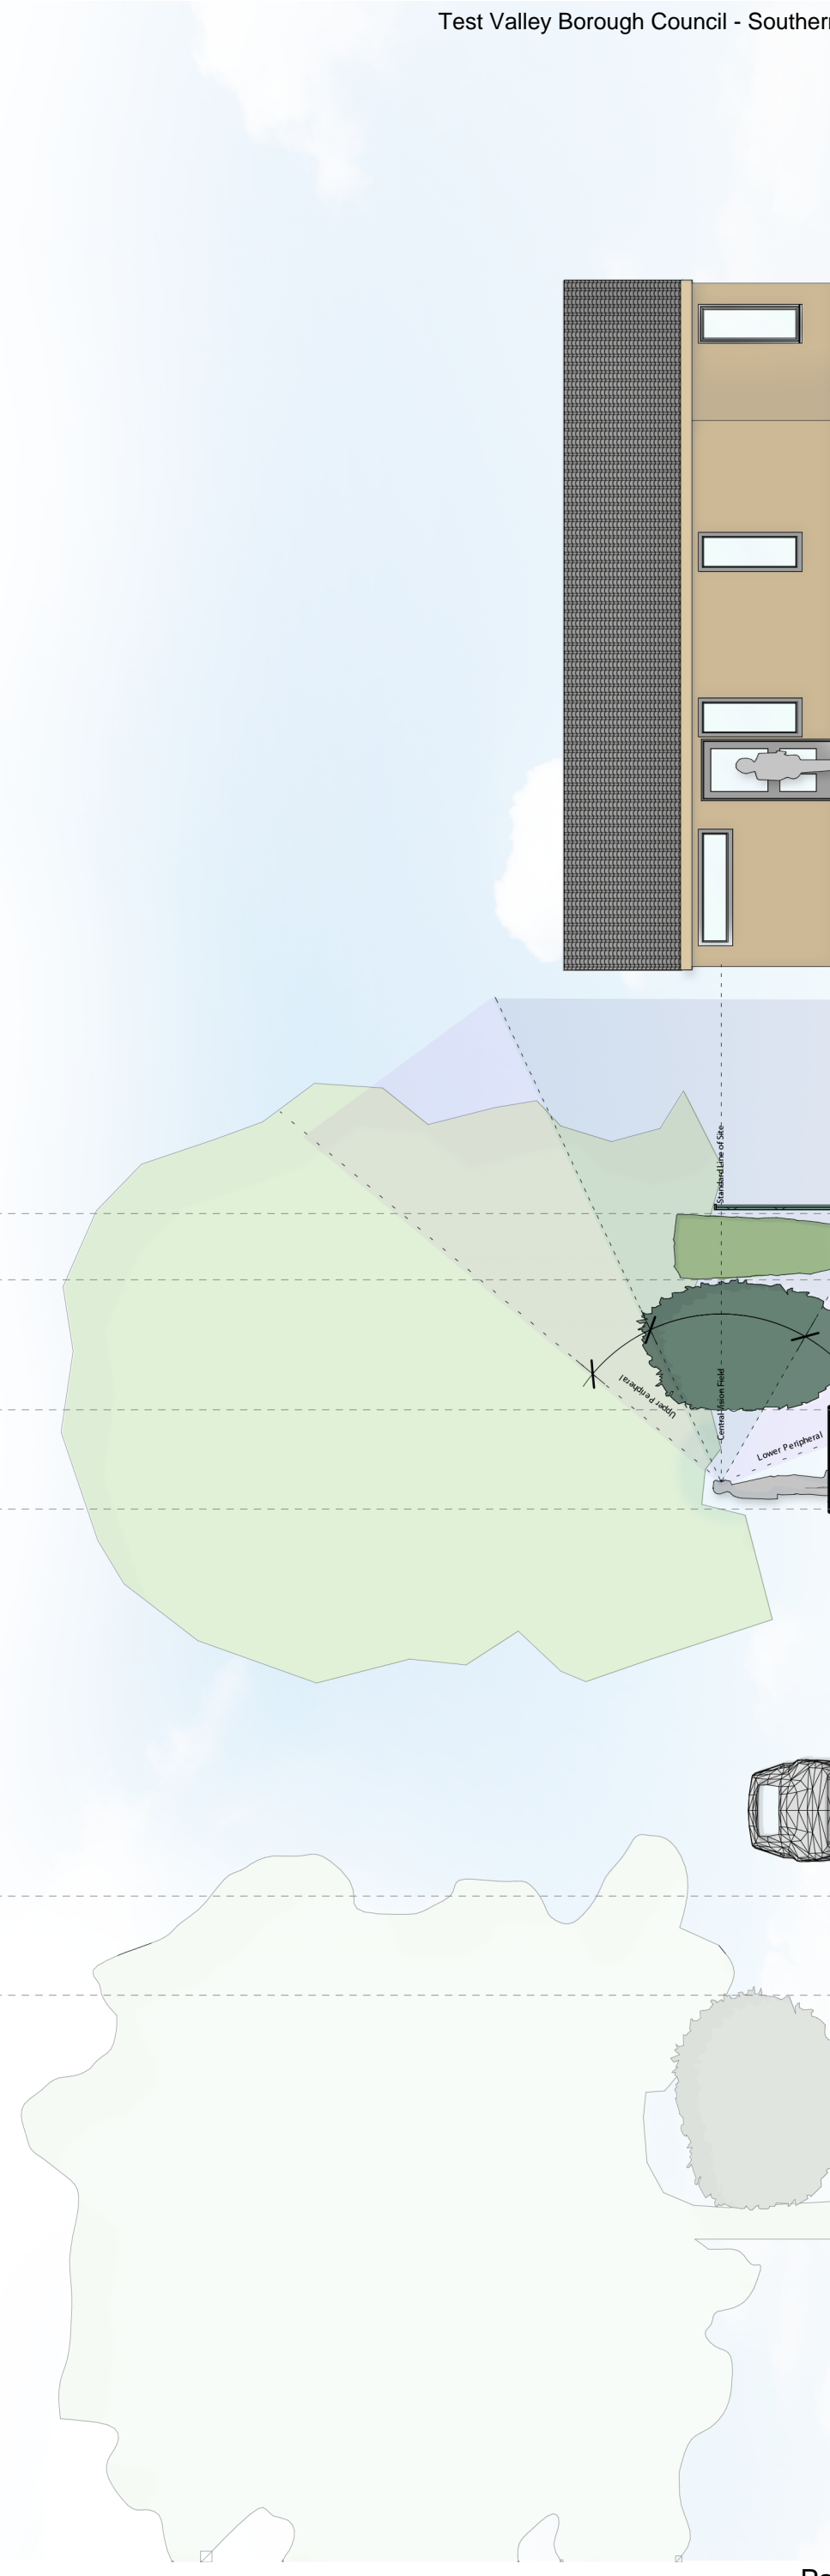 Test Valley Borough Council - Southern
Standard Line of Site
Upper Peripheral
Central Vision Field
Lower Peripheral